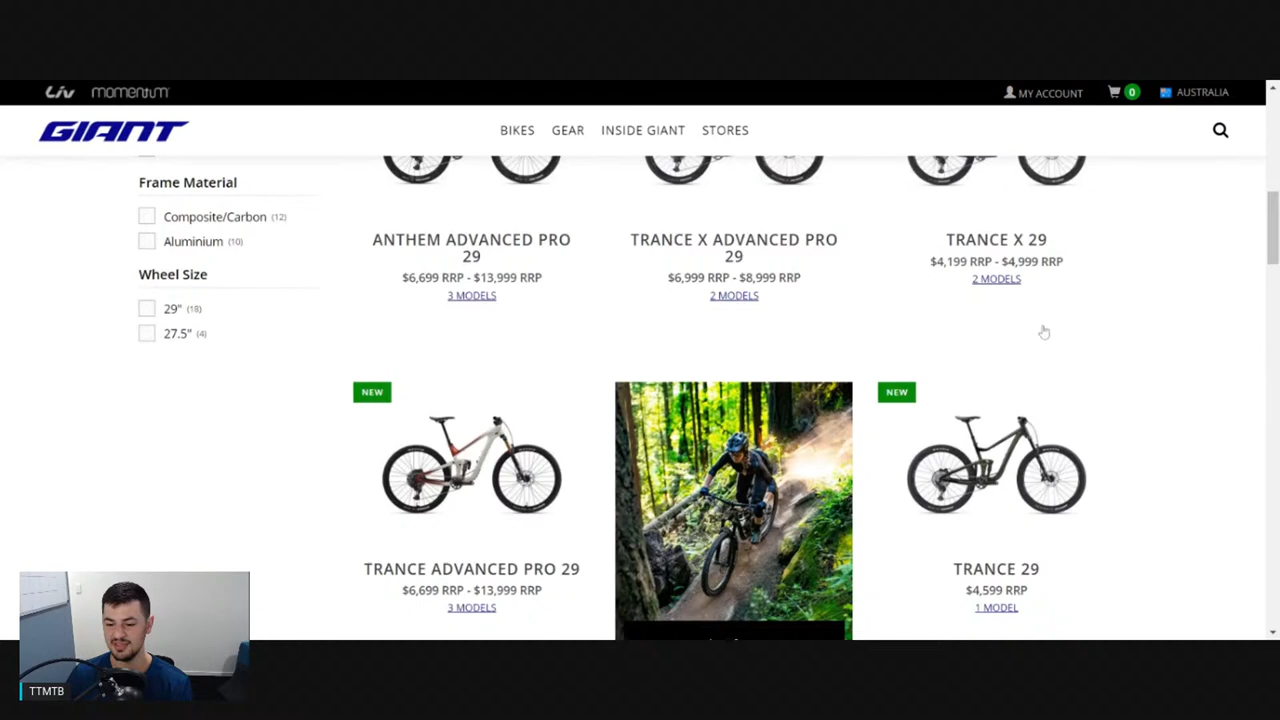 Liv momentum
MY ACCOUNT 0 AUSTRALIA
GIANT
BIKES GEAR INSIDE GIANT STORES
Frame Material
Composite/Carbon (12)
Aluminium (10)
Wheel Size
29" (18)
27.5" (4)
ANTHEM ADVANCED PRO
29
$6,699 RRP - $13,999 RRP
3 MODELS
TRANCE X ADVANCED PRO
29
$6,999 RRP - $8,999 RRP
2 MODELS
TRANCE X 29
$4,199 RRP - $4,999 RRP
2 MODELS
NEW
TRANCE ADVANCED PRO 29
$6,699 RRP - $13,999 RRP
3 MODELS
NEW
TRANCE 29
$4,599 RRP
1 MODEL
TTMTB